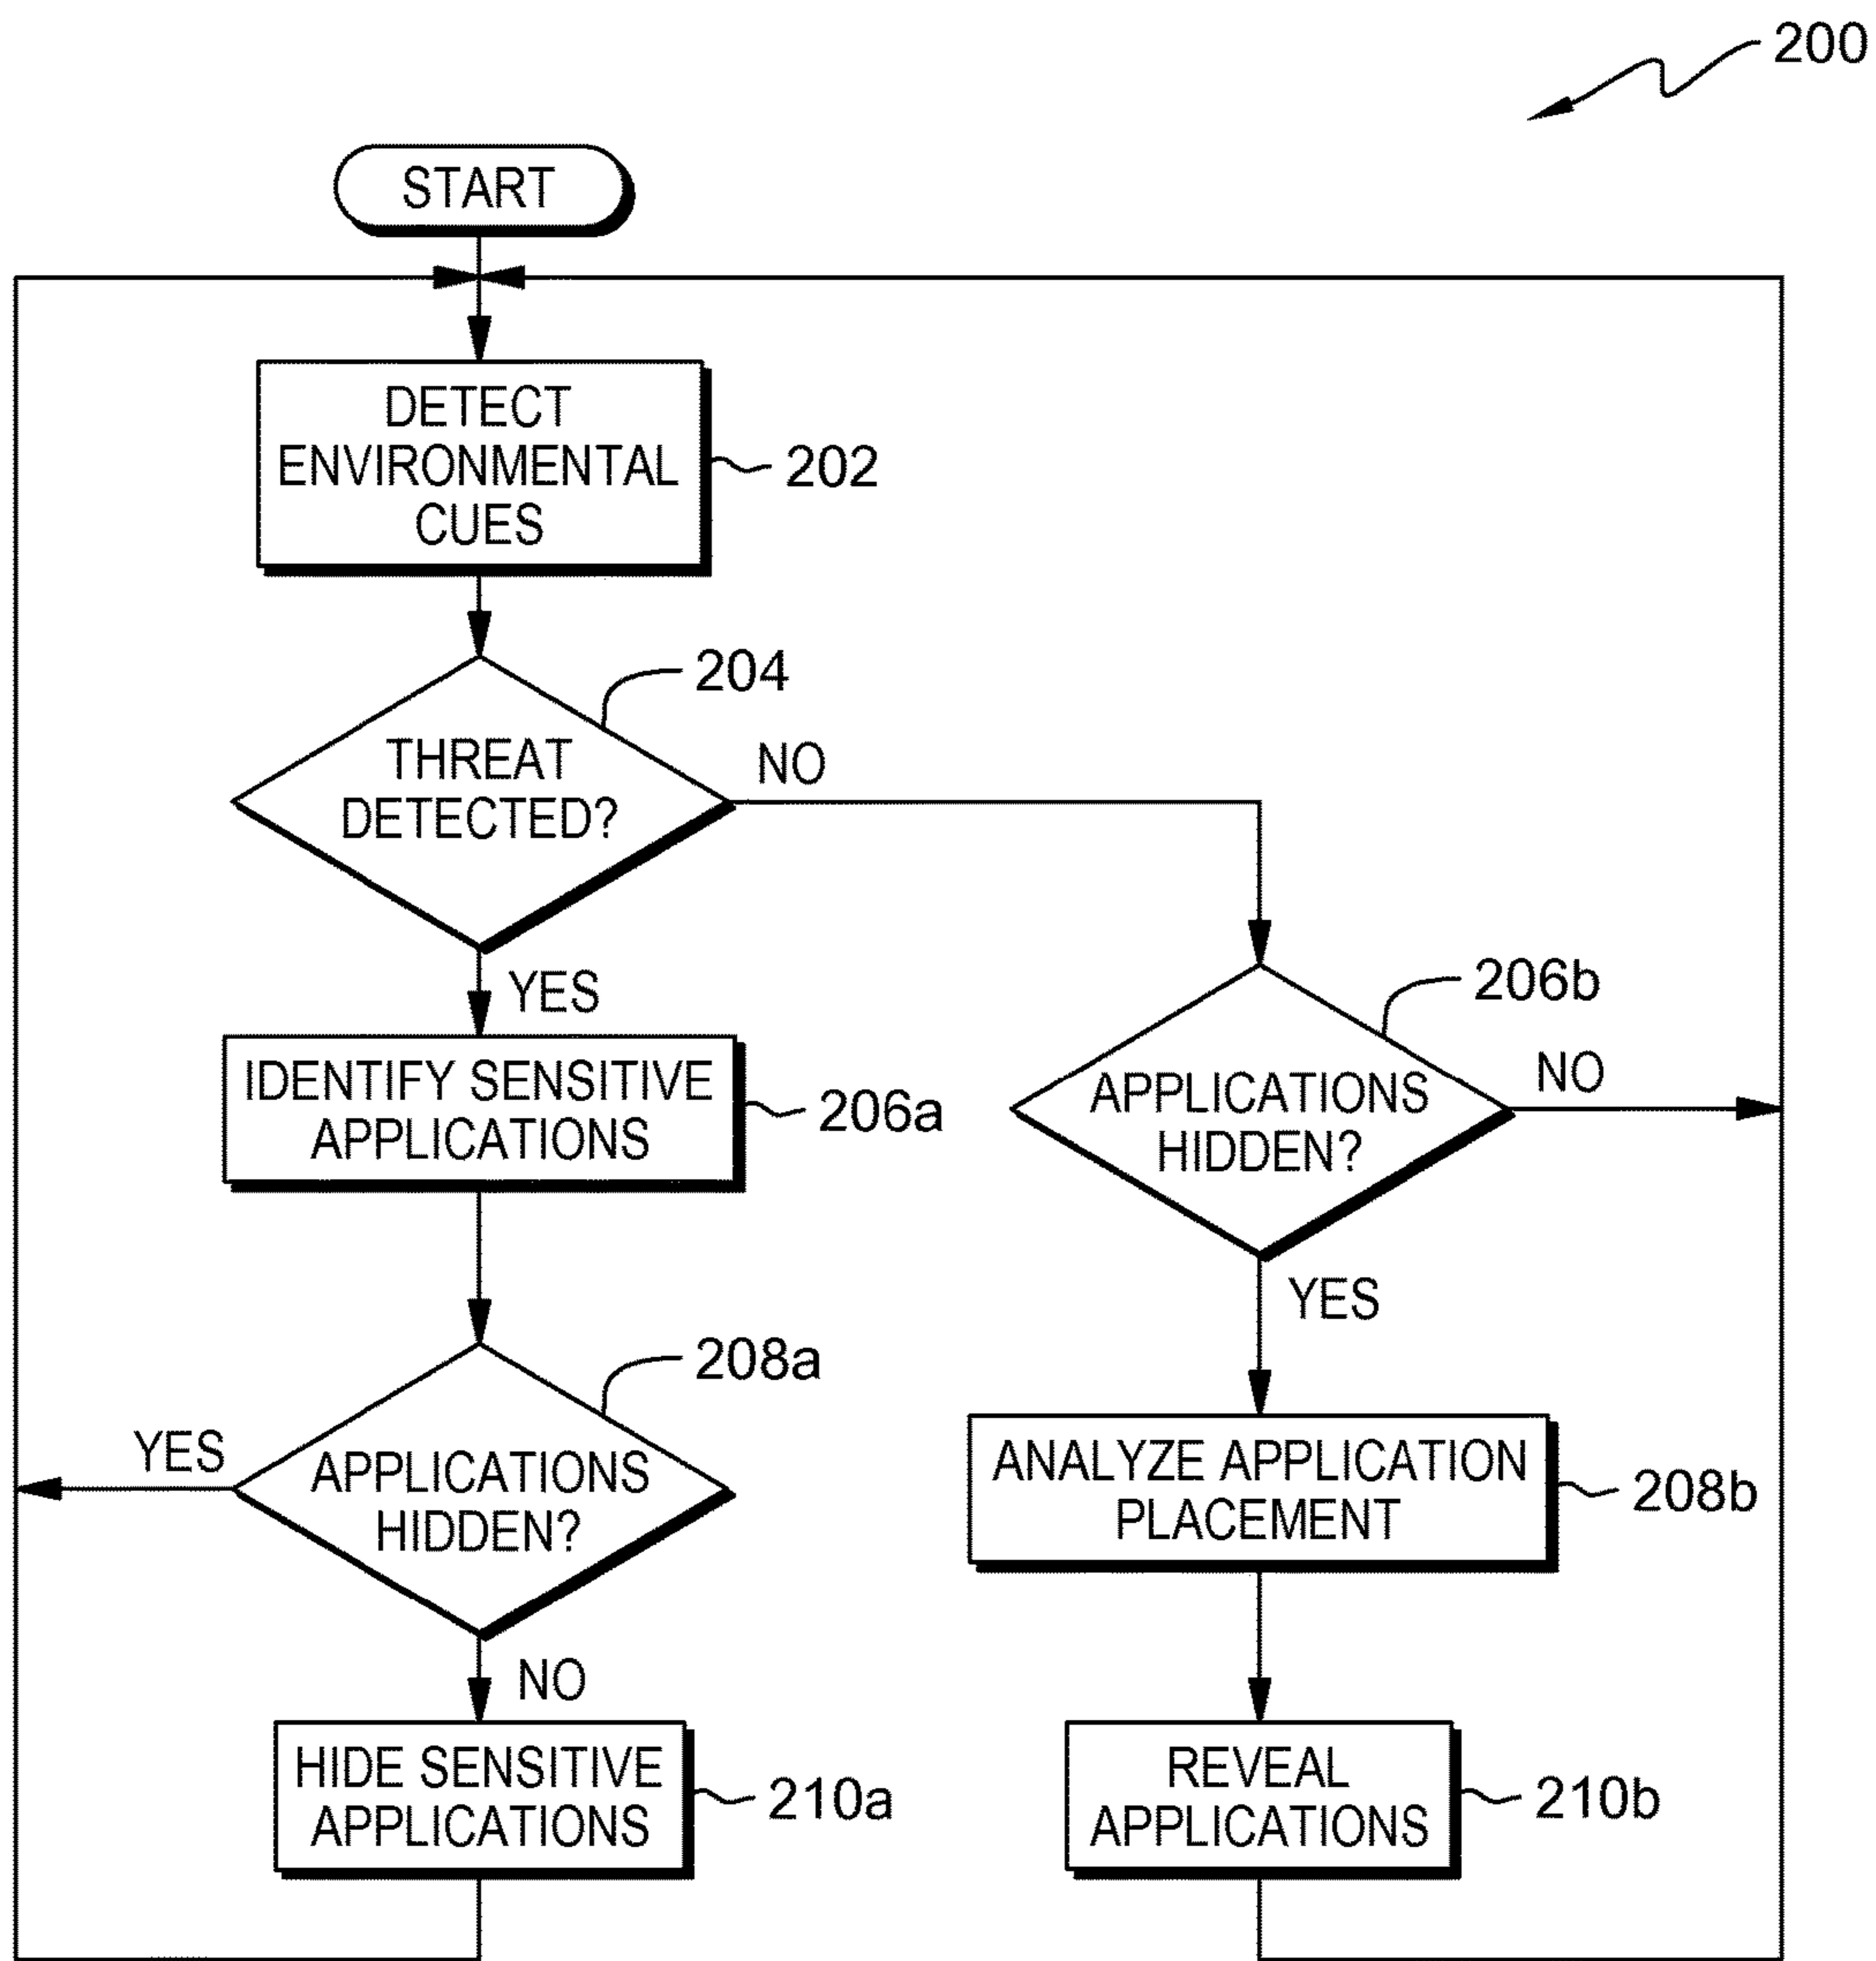 200
START
DETECT
ENVIRONMENTAL
CUES
202
204
THREAT
DETECTED?
NO
YES
IDENTIFY SENSITIVE
APPLICATIONS
206a
206b
APPLICATIONS
HIDDEN?
NO
YES
208a
APPLICATIONS
HIDDEN?
YES
NO
ANALYZE APPLICATION
PLACEMENT
208b
HIDE SENSITIVE
APPLICATIONS
210a
REVEAL
APPLICATIONS
210b